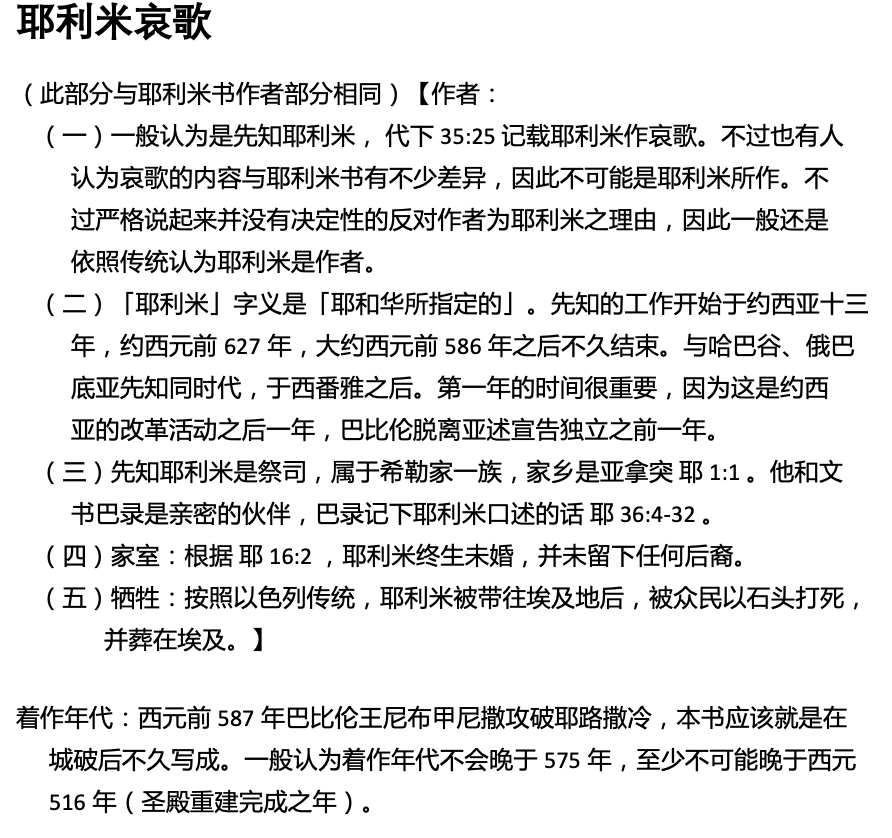 耶利米哀歌
（此部分与耶利米书作者部分相同）【作者：
（一）一般认为是先知耶利米， 代下 35:25 记载耶利米作哀歌。不过也有人
认为哀歌的内容与耶利米书有不少差异，因此不可能是耶利米所作。不
过严格说起来并没有决定性的反对作者为耶利米之理由，因此一般还是
依照传统认为耶利米是作者。
（二）「耶利米」字义是「耶和华所指定的」。先知的工作开始于约西亚十三
年，约西元前 627 年，大约西元前 586 年之后不久结束。与哈巴谷、俄巴
底亚先知同时代，于西番雅之后。第一年的时间很重要，因为这是约西
亚的改革活动之后一年，巴比伦脱离亚述宣告独立之前一年。
（三）先知耶利米是祭司，属于希勒家一族，家乡是亚拿突 耶 1:1 。他和文
书巴录是亲密的伙伴，巴录记下耶利米口述的话 耶 36:4-32 。
（四）家室：根据 耶 16:2 ，耶利米终生未婚，并未留下任何后裔。
（五）牺牲：按照以色列传统，耶利米被带往埃及地后，被众民以石头打死，
并葬在埃及。】
着作年代：西元前 587 年巴比伦王尼布甲尼撒攻破耶路撒冷，本书应该就是在
城破后不久写成。一般认为着作年代不会晚于 575 年，至少不可能晚于西元
516 年（圣殿重建完成之年）。